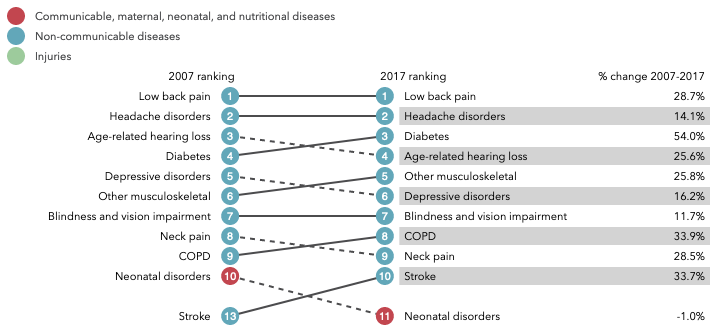 Communicable, maternal, neonatal, and nutritional diseases
Non-communicable diseases
Injuries
2007 ranking 2017 ranking % change 2007-2017
Low back pain 1 1 Low back pain 28.7%
Headache disorders 2 2 Headache disorders 14.1%
Age-related hearing loss 3 3 Diabetes 54.0%
Diabetes 4 4 Age-related hearing loss 25.6%
Depressive disorders 5 5 Other musculoskeletal 25.8%
Other musculoskeletal 6 6 Depressive disorders 16.2%
Blindness and vision impairment 7 7 Blindness and vision impairment 11.7%
Neck pain 8 8 COPD 33.9%
COPD 9 9 Neck pain 28.5%
Neonatal disorders 10 10 Stroke 33.7%
Stroke 13 11 Neonatal disorders -1.0%